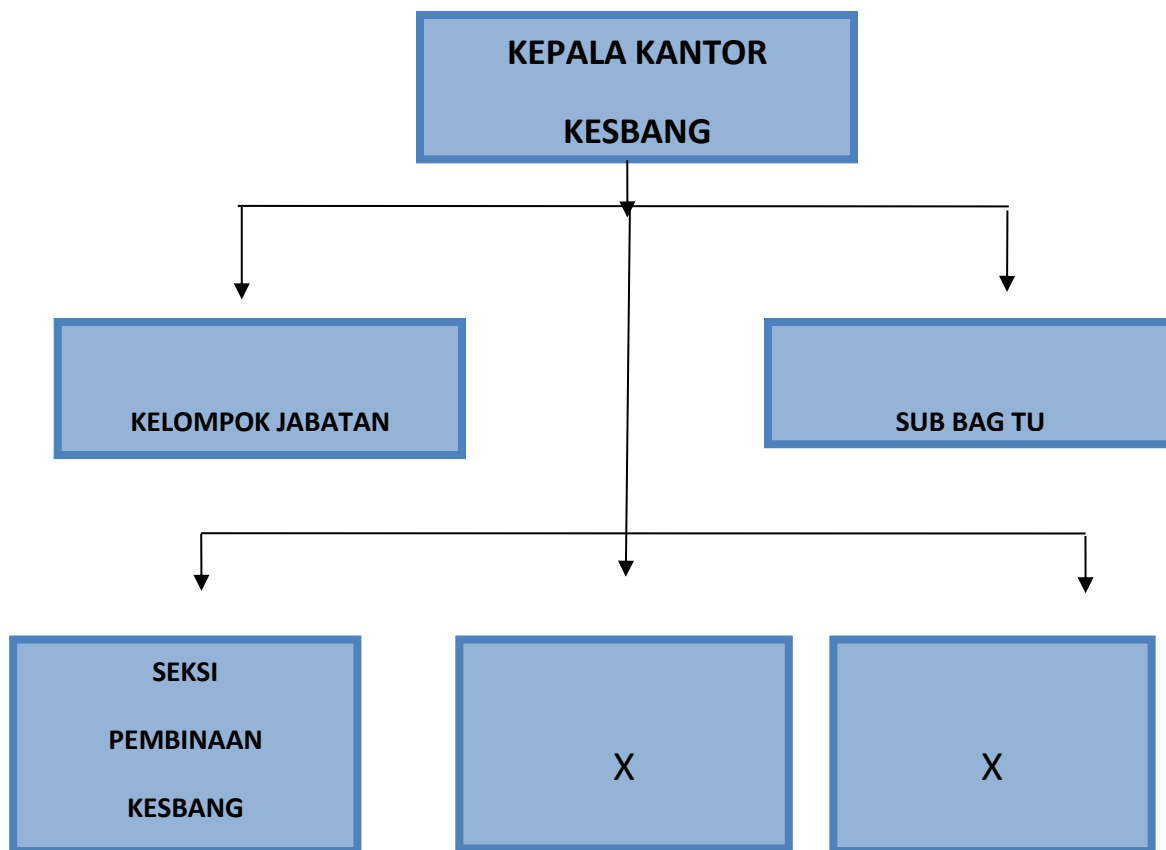 KEPALA KANTOR
KESBANG
KELOMPOK JABATAN
SUB BAG TU
SEKSI
PEMBINAAN
KESBANG
X
X